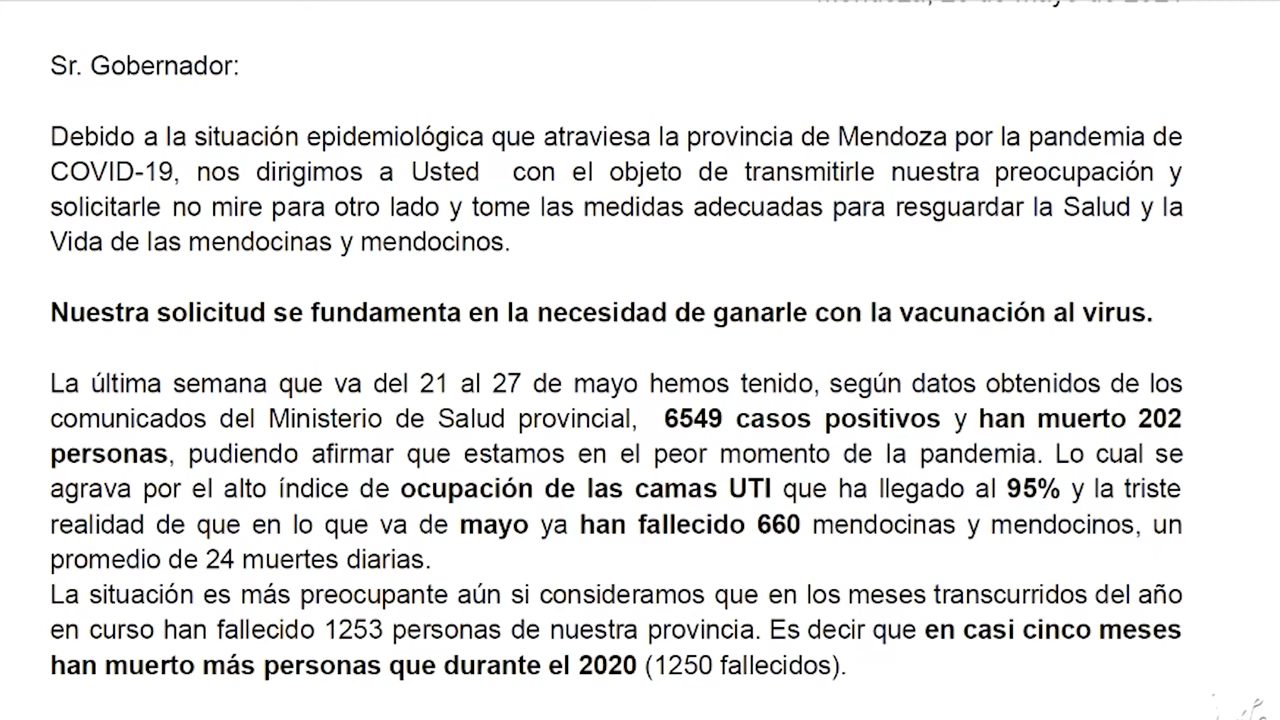 Sr. Gobernador:
Debido a la situación epidemiológica que atraviesa la provincia de Mendoza por la pandemia de
COVID-19, nos dirigimos a Usted con el objeto de transmitirle nuestra preocupación y
solicitarle no mire para otro lado y tome las medidas adecuadas para resguardar la Salud y la
Vida de las mendocinas y mendocinos.
Nuestra solicitud se fundamenta en la necesidad de ganarle con la vacunación al virus.
La última semana que va del 21 al 27 de mayo hemos tenido, según datos obtenidos de los
comunicados del Ministerio de Salud provincial, 6549 casos positivos y han muerto 202
personas, pudiendo afirmar que estamos en el peor momento de la pandemia. Lo cual se
agrava por el alto índice de ocupación de las camas UTI que ha llegado al 95% y la triste
realidad de que en lo que va de mayo ya han fallecido 660 mendocinas y mendocinos, un
promedio de 24 muertes diarias.
La situación es más preocupante aún si consideramos que en los meses transcurridos del año
en curso han fallecido 1253 personas de nuestra provincia. Es decir que en casi cinco meses
han muerto más personas que durante el 2020 (1250 fallecidos).